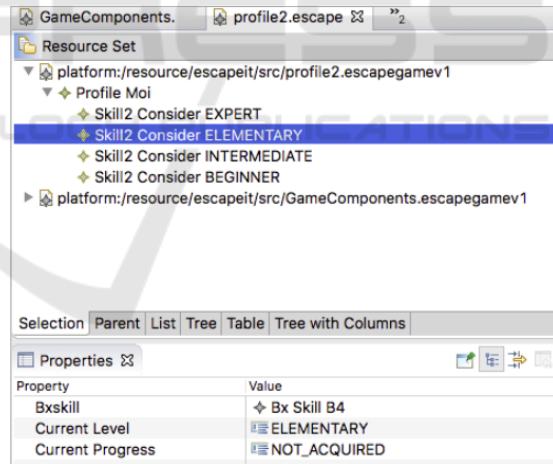 GameComponents. profile2.escape »2
Resource Set
platform:/resource/escapeit/src/profile2.escapegamev1
Profile Moi
Skill2 Consider EXPERT
Skill2 Consider ELEMENTARY
Skill2 Consider INTERMEDIATE
Skill2 Consider BEGINNER
platform:/resource/escapeit/src/GameComponents.escapegamev1
Selection Parent List Tree Table Tree with Columns
Properties
Property Value
Bxskill Bx Skill B4
Current Level ELEMENTARY
Current Progress NOT_ACQUIRED